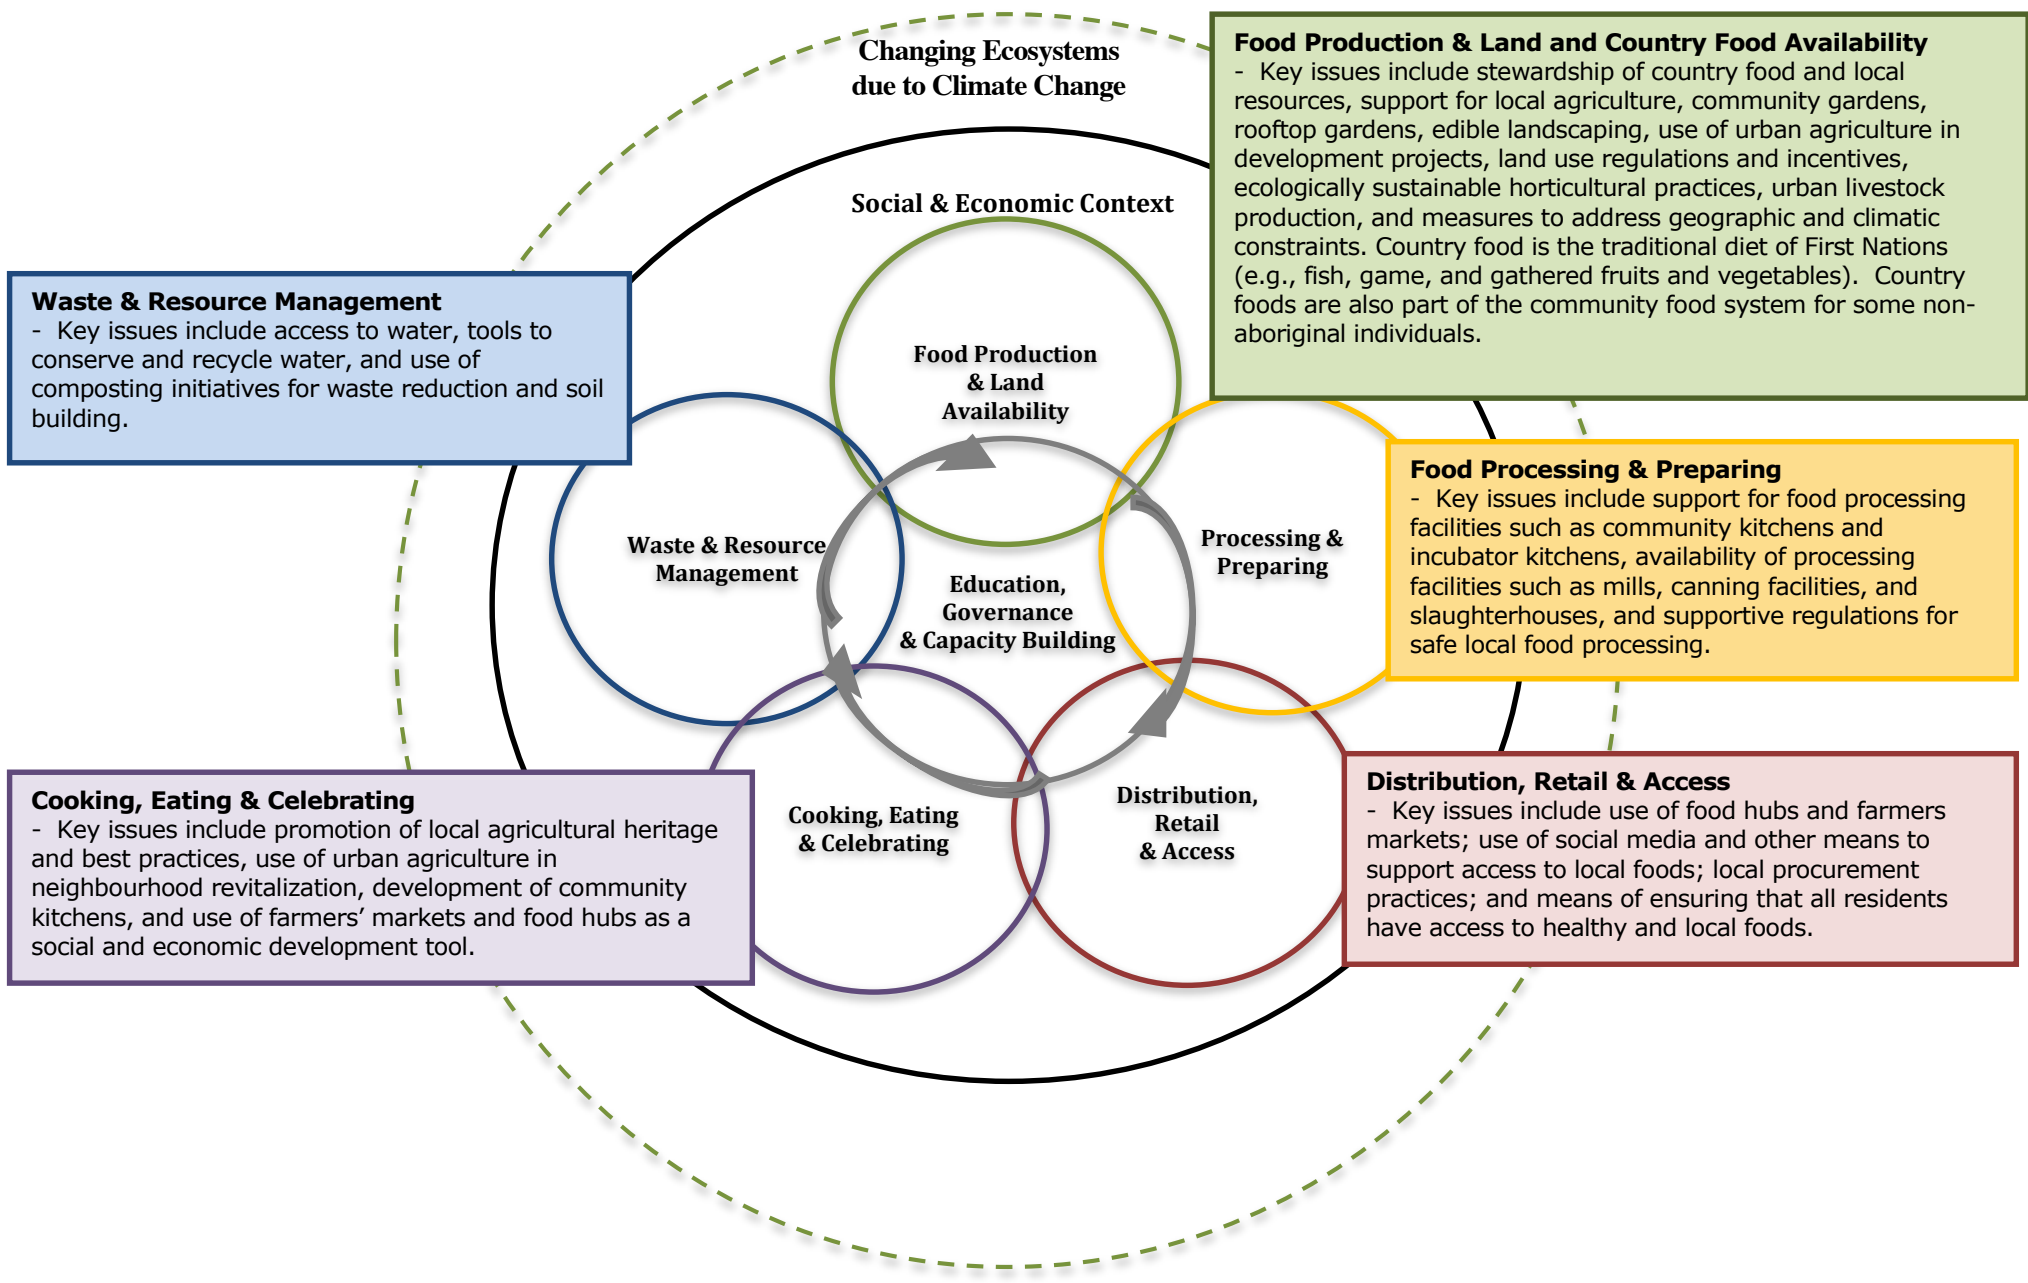 Changing Ecosystems
due to Climate Change
Food Production & Land and Country Food Availability
- Key issues include stewardship of country food and local
resources, support for local agriculture, community gardens,
rooftop gardens, edible landscaping, use of urban agriculture in
development projects, land use regulations and incentives,
ecologically sustainable horticultural practices, urban livestock
production, and measures to address geographic and climatic
constraints. Country food is the traditional diet of First Nations
(e.g., fish, game, and gathered fruits and vegetables). Country
foods are also part of the community food system for some non-
aboriginal individuals.
Social & Economic Context
Waste & Resource Management
- Key issues include access to water, tools to
conserve and recycle water, and use of
composting initiatives for waste reduction and soil
building.
Food Production
& Land
Availability
Food Processing & Preparing
- Key issues include support for food processing
facilities such as community kitchens and
incubator kitchens, availability of processing
facilities such as mills, canning facilities, and
slaughterhouses, and supportive regulations for
safe local food processing.
Waste & Resource
Management
Processing &
Preparing
Education,
Governance
& Capacity Building
Cooking, Eating & Celebrating
- Key issues include promotion of local agricultural heritage
and best practices, use of urban agriculture in
neighbourhood revitalization, development of community
kitchens, and use of farmers’ markets and food hubs as a
social and economic development tool.
Cooking, Eating
& Celebrating
Distribution,
Retail
& Access
Distribution, Retail & Access
- Key issues include use of food hubs and farmers
markets; use of social media and other means to
support access to local foods; local procurement
practices; and means of ensuring that all residents
have access to healthy and local foods.